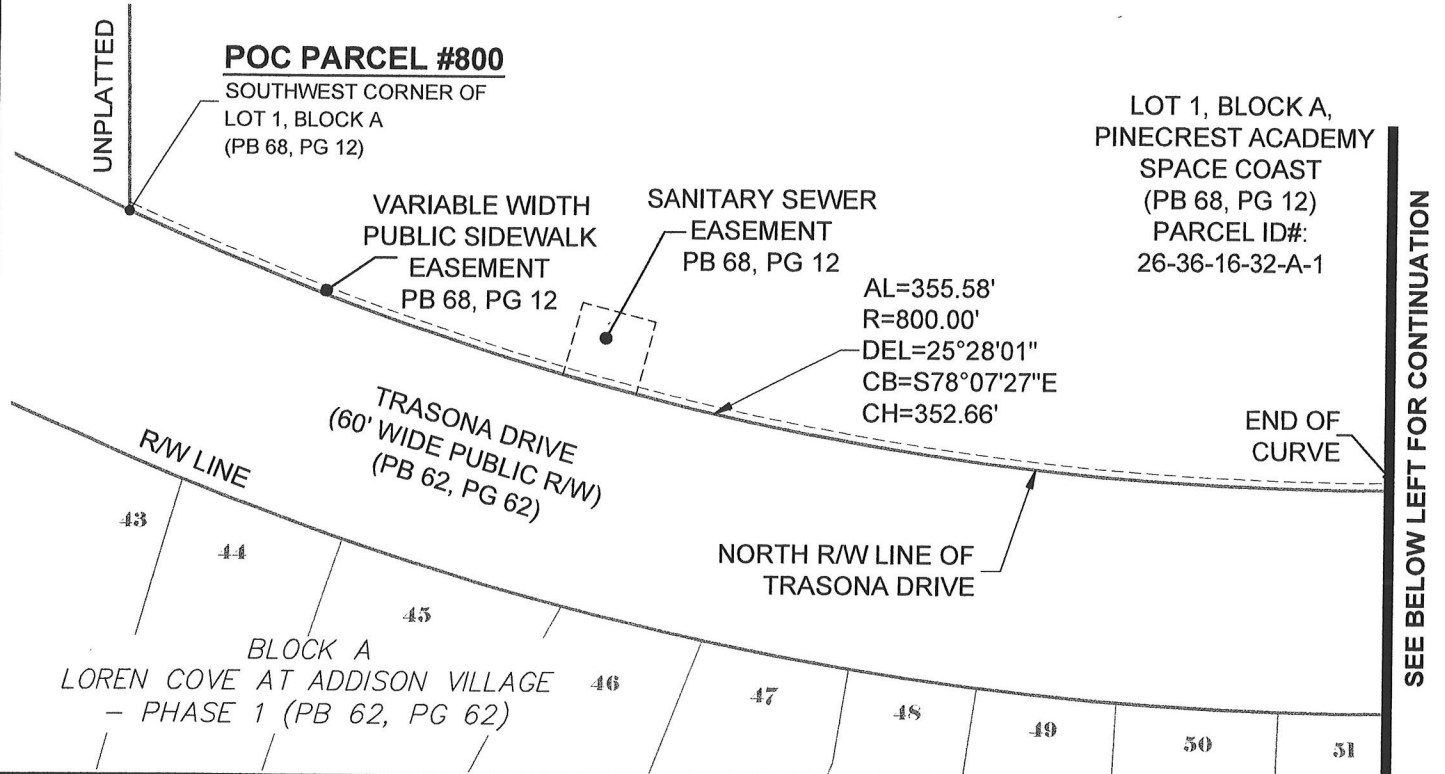 UNPLATTED
POC PARCEL #800
SOUTHWEST CORNER OF
LOT 1, BLOCK A
(PB 68, PG 12)
VARIABLE WIDTH
PUBLIC SIDEWALK
EASEMENT
PB 68, PG 12
SANITARY SEWER
EASEMENT
PB 68, PG 12
LOT 1, BLOCK A,
PINECREST ACADEMY
SPACE COAST
(PB 68, PG 12)
PARCEL ID#:
26-36-16-32-A-1
AL=355.58'
R=800.00'
DEL=25°28'01"
CB=S78°07'27"E
CH=352.66'
END OF
CURVE
SEE BELOW LEFT FOR CONTINUATION
TRASONA DRIVE
(60' WIDE PUBLIC R/W)
(PB 62, PG 62)
R/W LINE
NORTH R/W LINE OF
TRASONA DRIVE
43
44
45
46
47
48
49
50
51
BLOCK A
LOREN COVE AT ADDISON VILLAGE
– PHASE 1 (PB 62, PG 62)